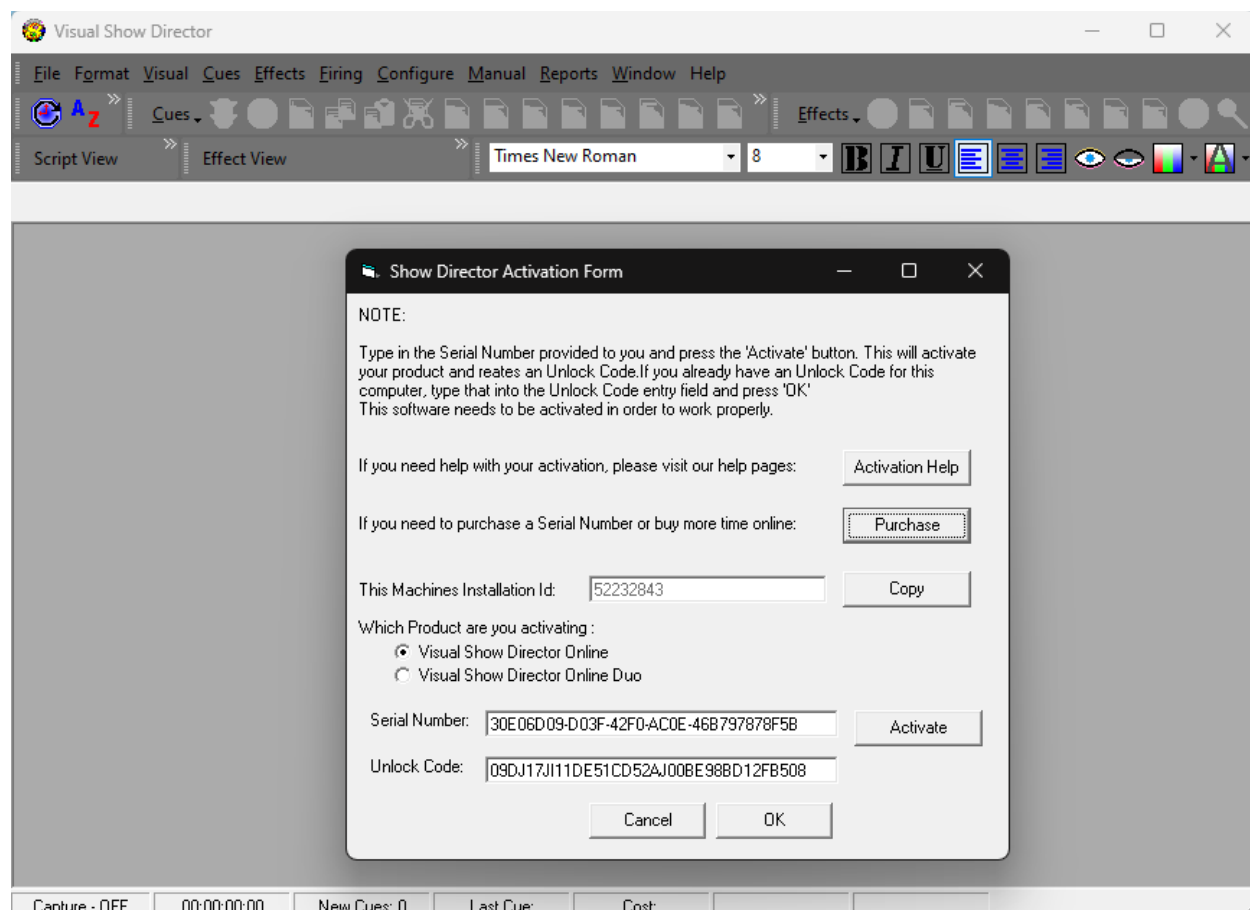 Visual Show Director
File Format Visual Cues Effects Firing Configure Manual Reports Window Help
A Z » Cues » Effects
Script View » Effect View » Times New Roman 8 B I U A
Show Director Activation Form
NOTE:
Type in the Serial Number provided to you and press the 'Activate' button. This will activate
your product and reates an Unlock Code.If you already have an Unlock Code for this
computer, type that into the Unlock Code entry field and press 'OK'
This software needs to be activated in order to work properly.
If you need help with your activation, please visit our help pages: Activation Help
If you need to purchase a Serial Number or buy more time online: Purchase
This Machines Installation Id: 52232843 Copy
Which Product are you activating :
Visual Show Director Online
Visual Show Director Online Duo
Serial Number: 30E06D09-D03F-42F0-AC0E-46B797878F5B Activate
Unlock Code: 09DJ17JI11DE51CD52AJ00BE98BD12FB508
Cancel OK
Capture - OFF 00:00:00:00 New Cues: 0 Last Cue: Cost: